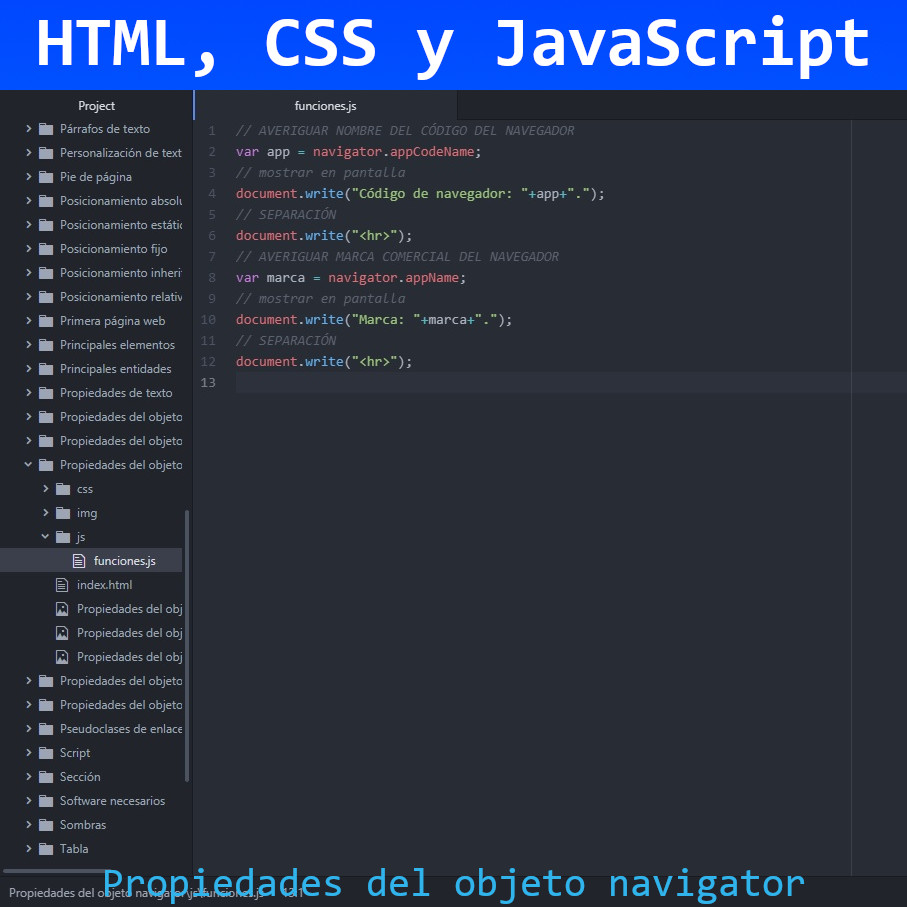 HTML, CSS y JavaScript
Project
Párrafos de texto
Personalización de text
Pie de página
Posicionamiento absolu
Posicionamiento estátic
Posicionamiento fijo
Posicionamiento inheri
Posicionamiento relativ
Primera página web
Principales elementos
Principales entidades
Propiedades de texto
Propiedades del objeto
Propiedades del objeto
Propiedades del objeto
css
img
js
funciones.js
index.html
Propiedades del obj
Propiedades del obj
Propiedades del obj
Propiedades del objeto
Propiedades del objeto
Pseudoclases de enlace
Script
Sección
Software necesarios
Sombras
Tabla
funciones.js
1 // AVERIGUAR NOMBRE DEL CÓDIGO DEL NAVEGADOR
2 var app = navigator.appCodeName;
3 // mostrar en pantalla
4 document.write("Código de navegador: "+app+".");
5 // SEPARACIÓN
6 document.write("<hr>");
7 // AVERIGUAR MARCA COMERCIAL DEL NAVEGADOR
8 var marca = navigator.appName;
9 // mostrar en pantalla
10 document.write("Marca: "+marca+".");
11 // SEPARACIÓN
12 document.write("<hr>");
13
Propiedades del objeto navigator\js\funciones.js 13:1
Propiedades del objeto navigator